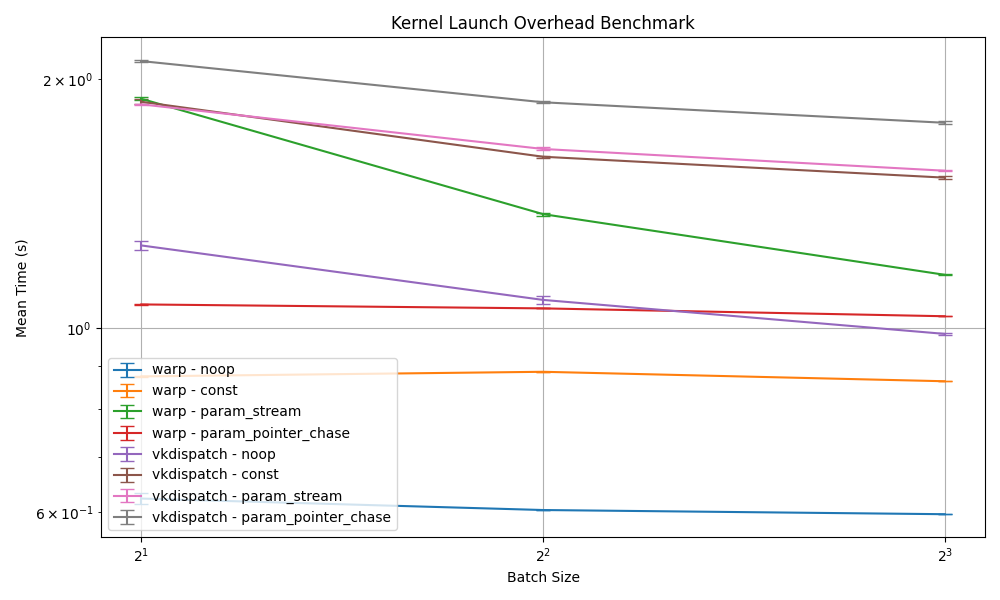 Kernel Launch Overhead Benchmark
Mean Time (s)
2 × 10⁰
10⁰
6 × 10⁻¹
warp - noop
warp - const
warp - param_stream
warp - param_pointer_chase
vkdispatch - noop
vkdispatch - const
vkdispatch - param_stream
vkdispatch - param_pointer_chase
2¹ 2² 2³
Batch Size